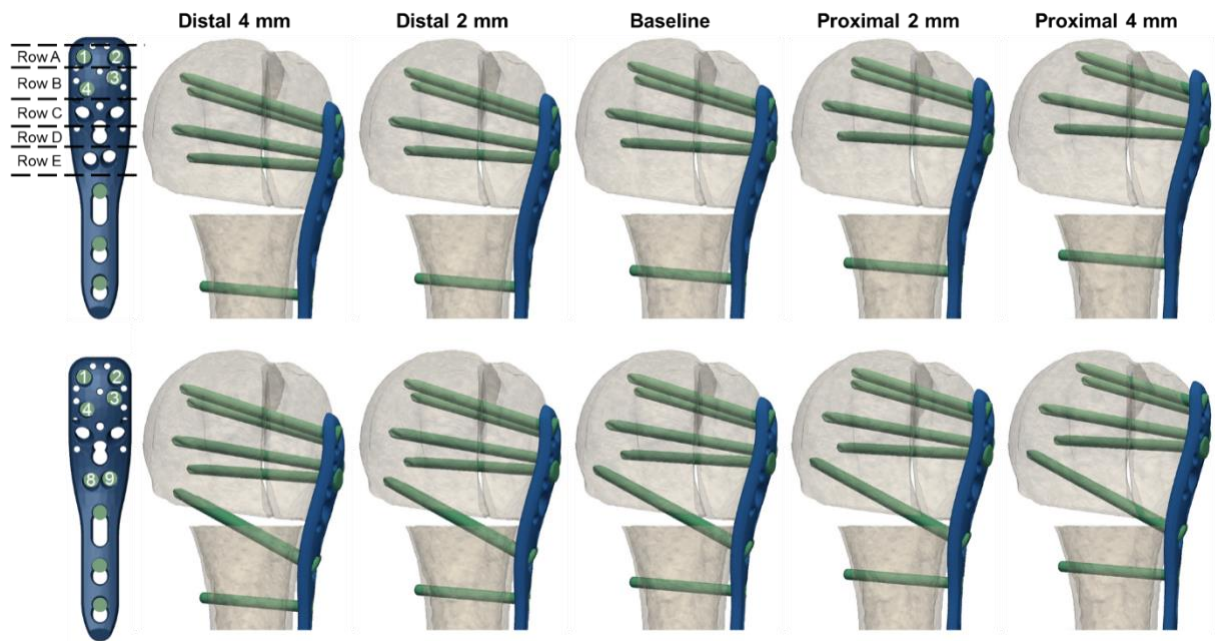 Distal 4 mm Distal 2 mm Baseline Proximal 2 mm Proximal 4 mm
Row A 1 2
Row B 3
4
Row C
Row D
Row E
1 2
3
4
8 9